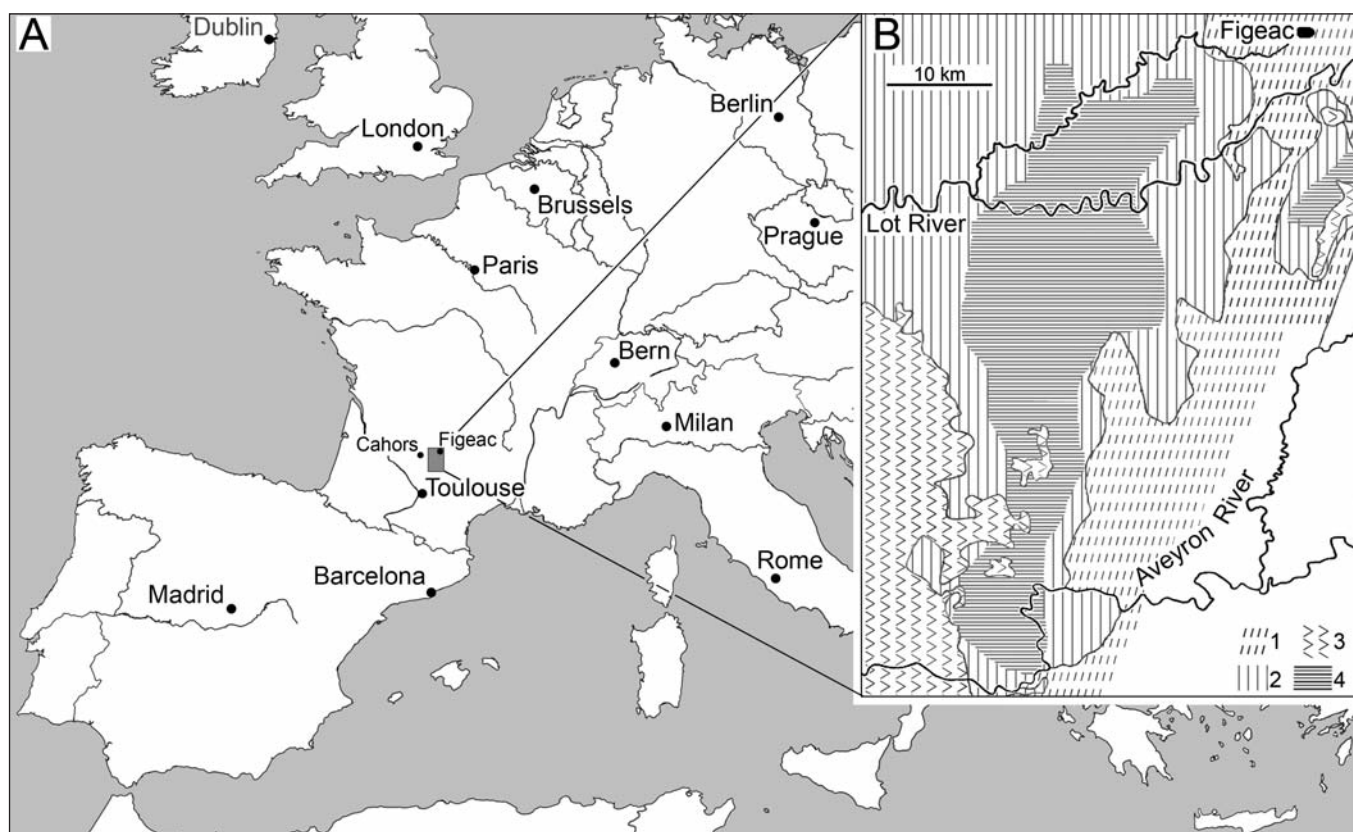 A
Dublin
London
Berlin
Brussels
Prague
Paris
Bern
Milan
Cahors
Figeac
Toulouse
Rome
Barcelona
Madrid
B
Figeac
10 km
Lot River
Aveyron River
1
3
2
4